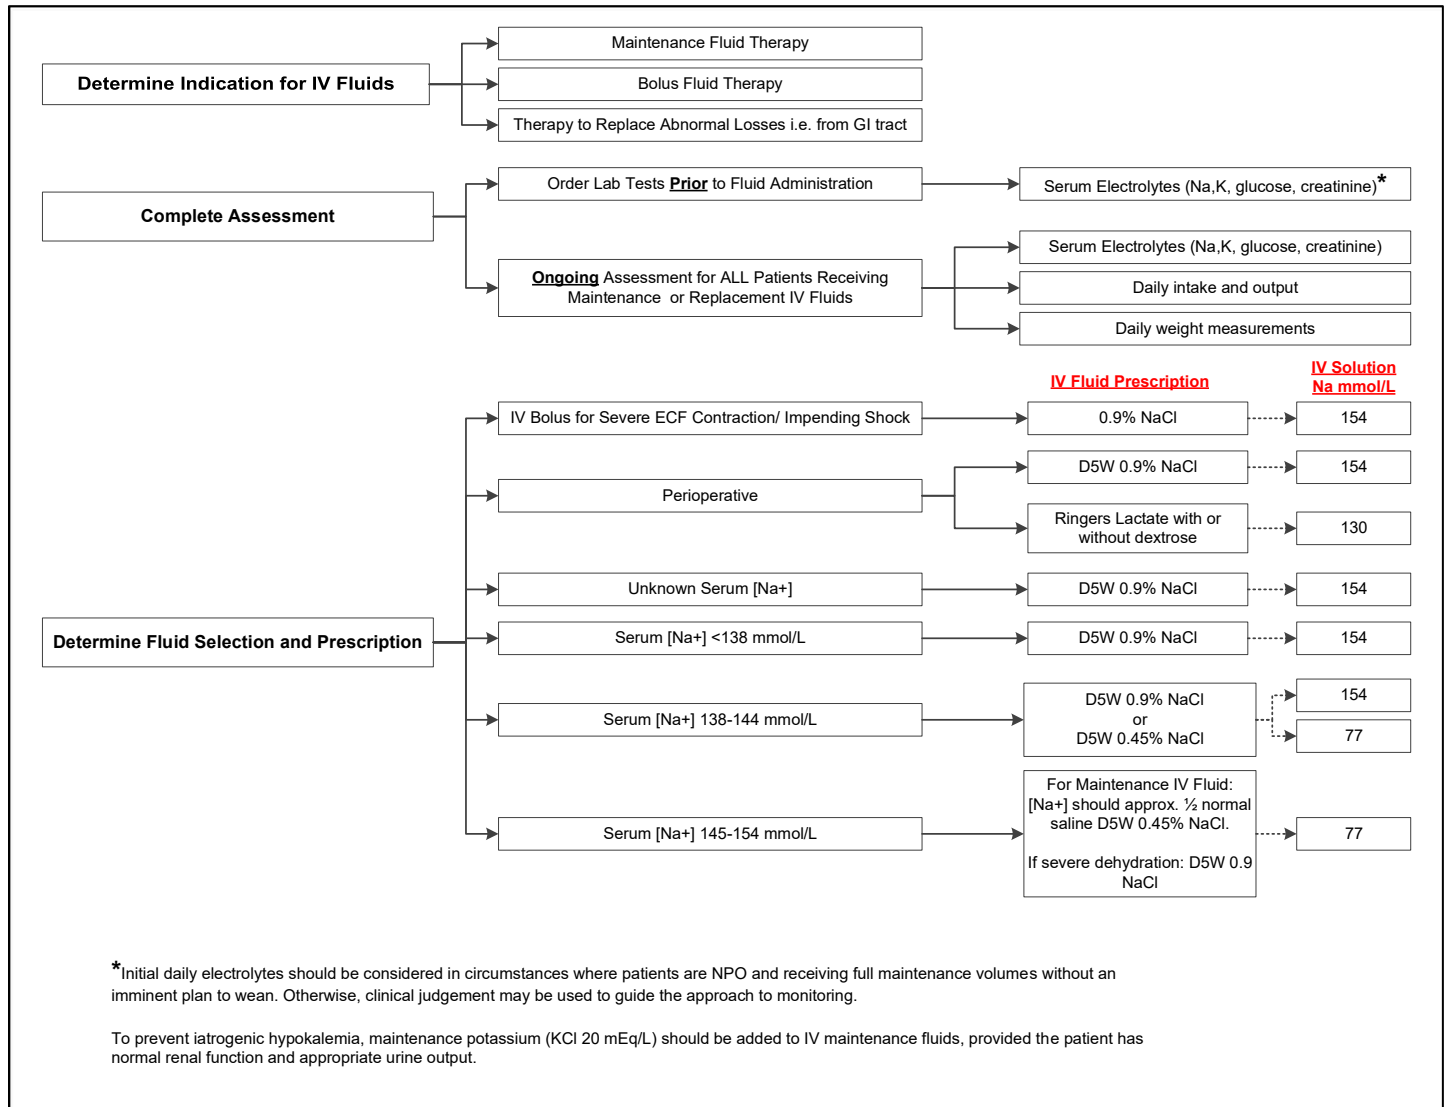 Determine Indication for IV Fluids
Maintenance Fluid Therapy
Bolus Fluid Therapy
Therapy to Replace Abnormal Losses i.e. from GI tract
Complete Assessment
Order Lab Tests Prior to Fluid Administration
Serum Electrolytes (Na,K, glucose, creatinine)*
Ongoing Assessment for ALL Patients Receiving
Maintenance or Replacement IV Fluids
Serum Electrolytes (Na,K, glucose, creatinine)
Daily intake and output
Daily weight measurements
IV Fluid Prescription
IV Solution
Na mmol/L
Determine Fluid Selection and Prescription
IV Bolus for Severe ECF Contraction/ Impending Shock
0.9% NaCl
154
Perioperative
D5W 0.9% NaCl
154
Ringers Lactate with or
without dextrose
130
Unknown Serum [Na+]
D5W 0.9% NaCl
154
Serum [Na+] <138 mmol/L
D5W 0.9% NaCl
154
Serum [Na+] 138-144 mmol/L
D5W 0.9% NaCl
or
D5W 0.45% NaCl
154
77
Serum [Na+] 145-154 mmol/L
For Maintenance IV Fluid:
[Na+] should approx. ½ normal
saline D5W 0.45% NaCl.
If severe dehydration: D5W 0.9
NaCl
77
*Initial daily electrolytes should be considered in circumstances where patients are NPO and receiving full maintenance volumes without an
imminent plan to wean. Otherwise, clinical judgement may be used to guide the approach to monitoring.
To prevent iatrogenic hypokalemia, maintenance potassium (KCl 20 mEq/L) should be added to IV maintenance fluids, provided the patient has
normal renal function and appropriate urine output.